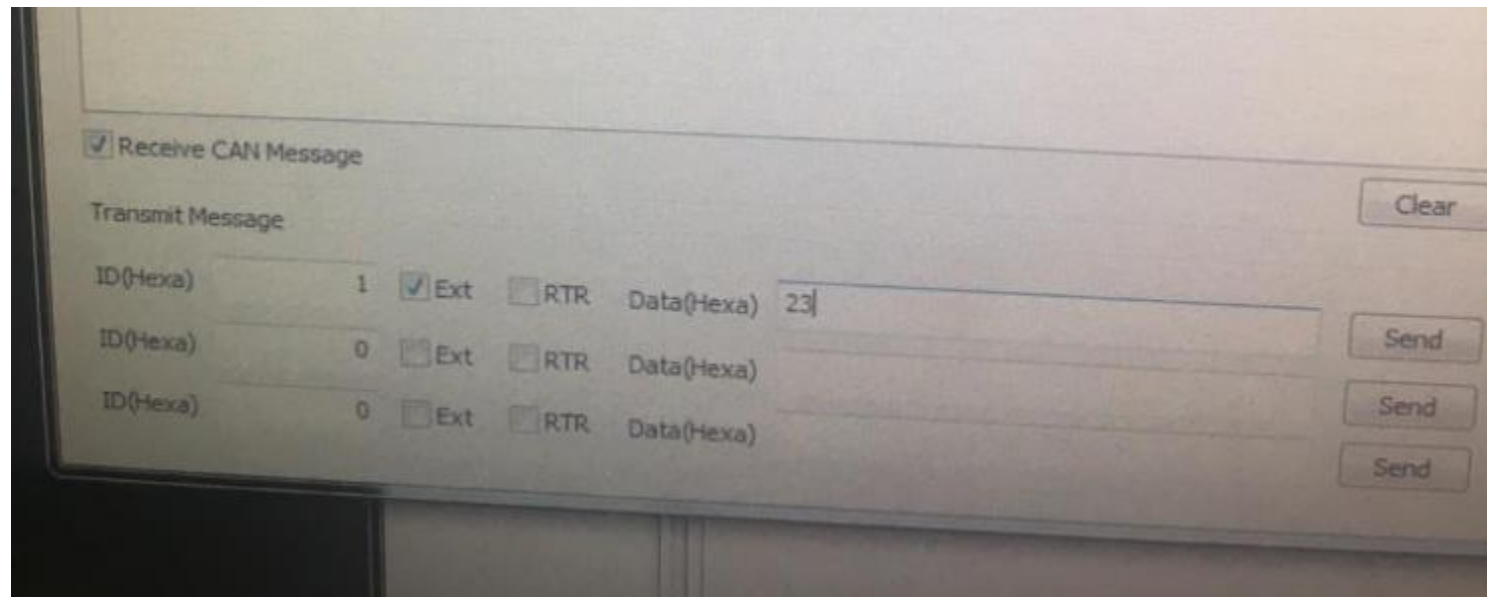 Receive CAN Message
Clear
Transmit Message
ID(Hexa) 1 Ext RTR Data(Hexa) 23 Send
ID(Hexa) 0 Ext RTR Data(Hexa) Send
ID(Hexa) 0 Ext RTR Data(Hexa) Send